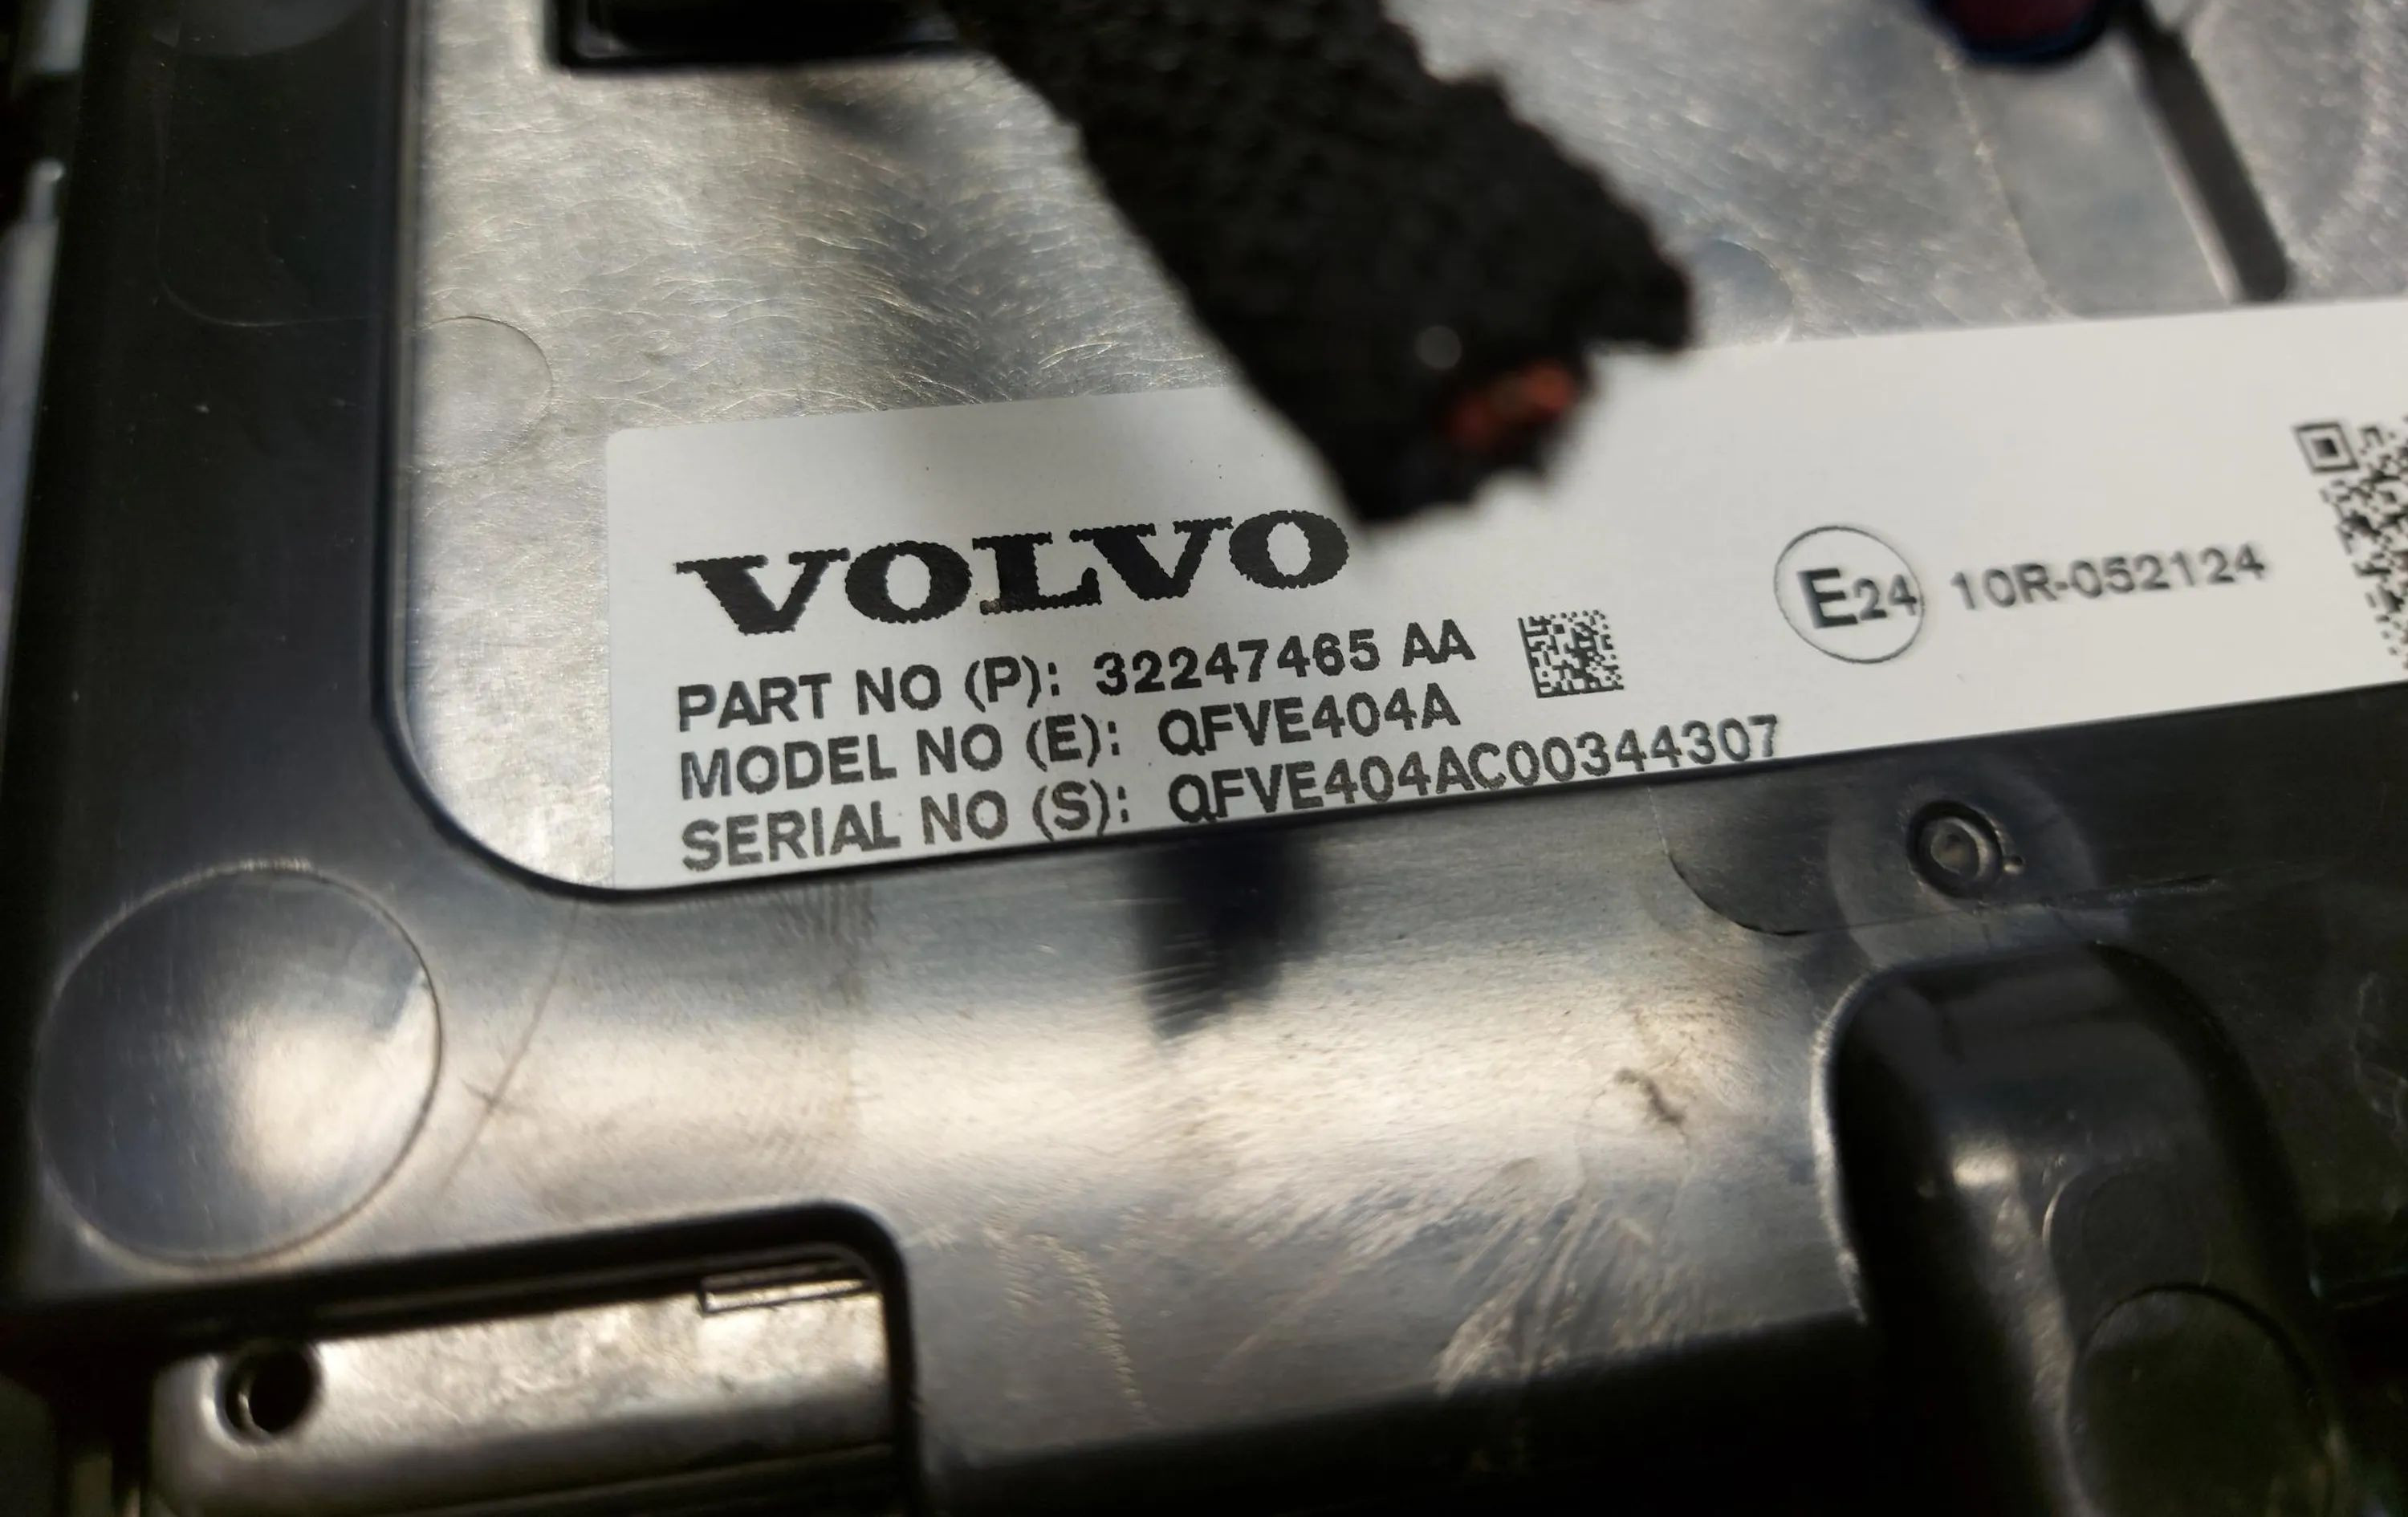 VOLVO
PART NO (P): 32247465 AA
MODEL NO (E): QFVE404A
SERIAL NO (S): QFVE404AC00344307
E24 10R-052124